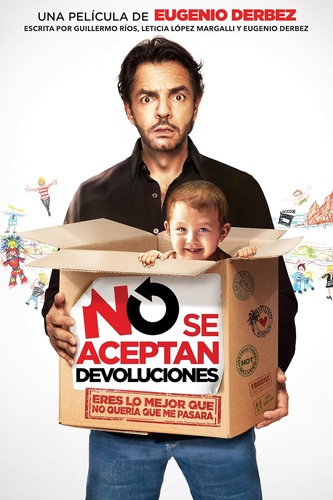 UNA PELÍCULA DE EUGENIO DERBEZ
ESCRITA POR GUILLERMO RÍOS, LETICIA LÓPEZ MARGALLI Y EUGENIO DERBEZ
NO SE
ACEPTAN
DEVOLUCIONES
ERES LO MEJOR QUE
NO QUERÍA QUE ME PASARA
FRAGILE